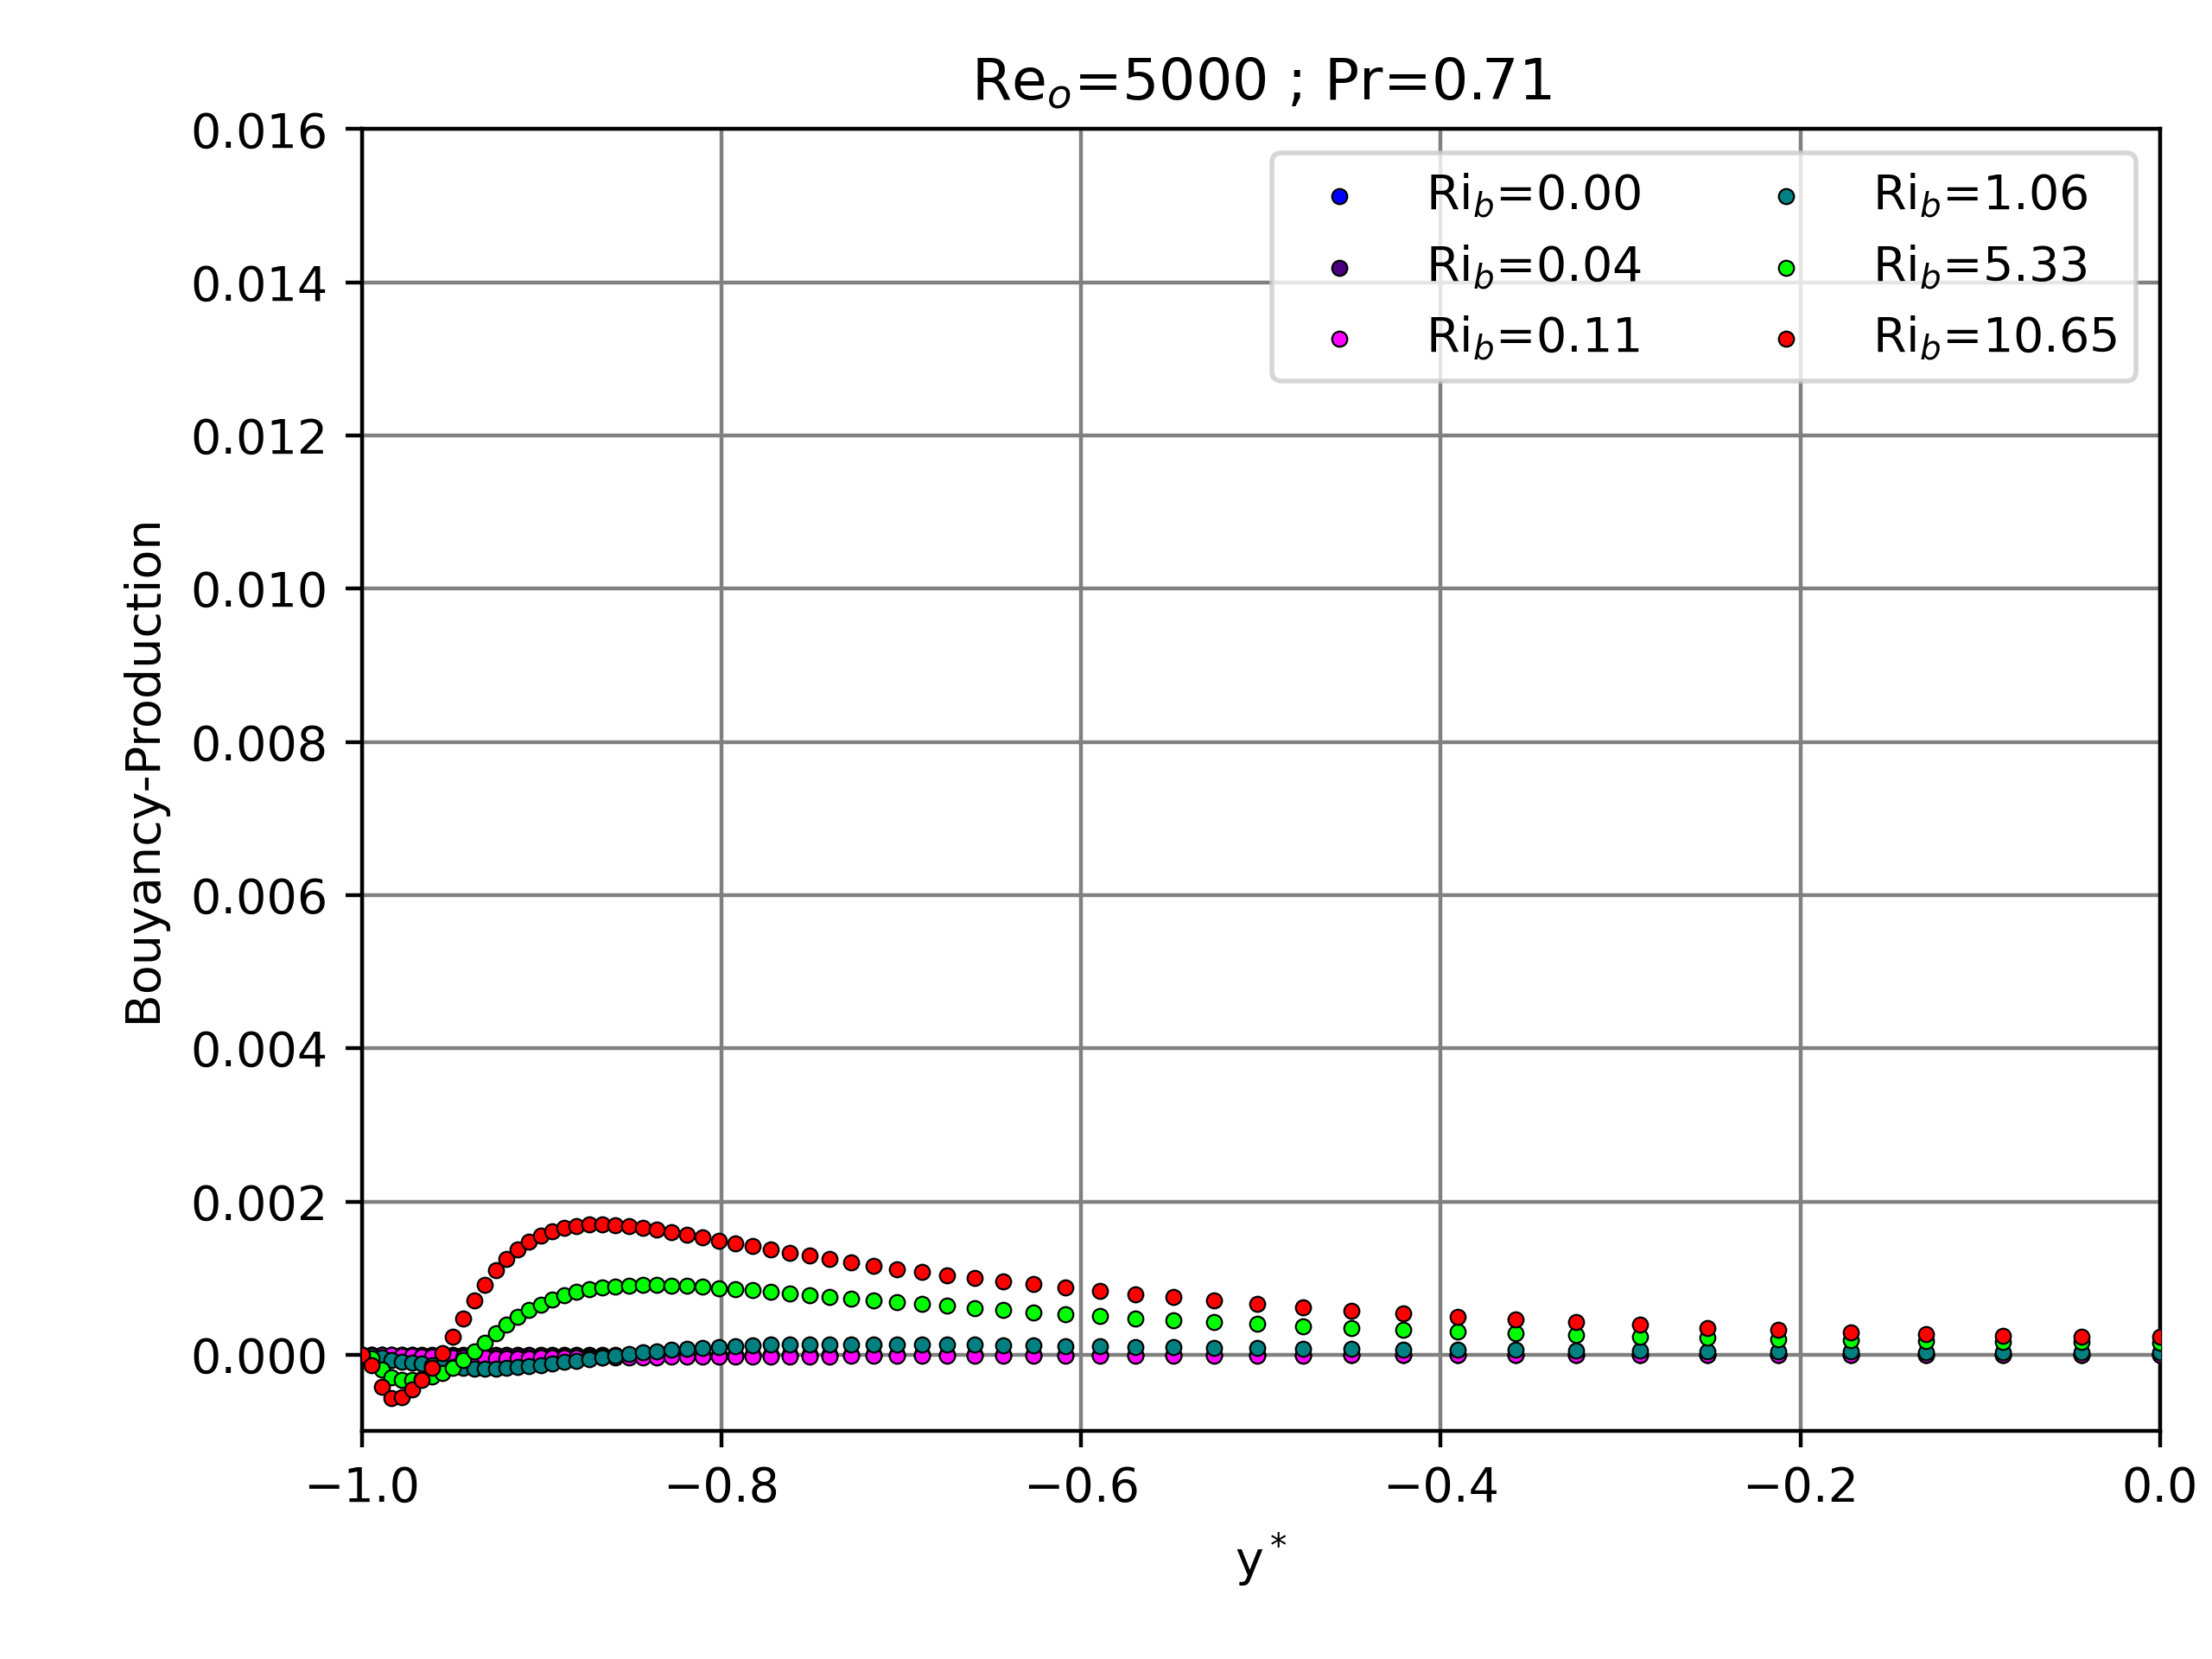 Re_o=5000 ; Pr=0.71
0.016
0.014
0.012
0.010
0.008
0.006
0.004
0.002
0.000
Bouyancy-Production
Ri_b=0.00
Ri_b=0.04
Ri_b=0.11
Ri_b=1.06
Ri_b=5.33
Ri_b=10.65
−1.0 −0.8 −0.6 −0.4 −0.2 0.0
y*